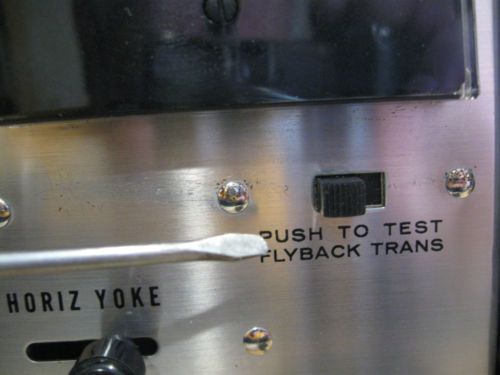 PUSH TO TEST
FLYBACK TRANS
HORIZ YOKE